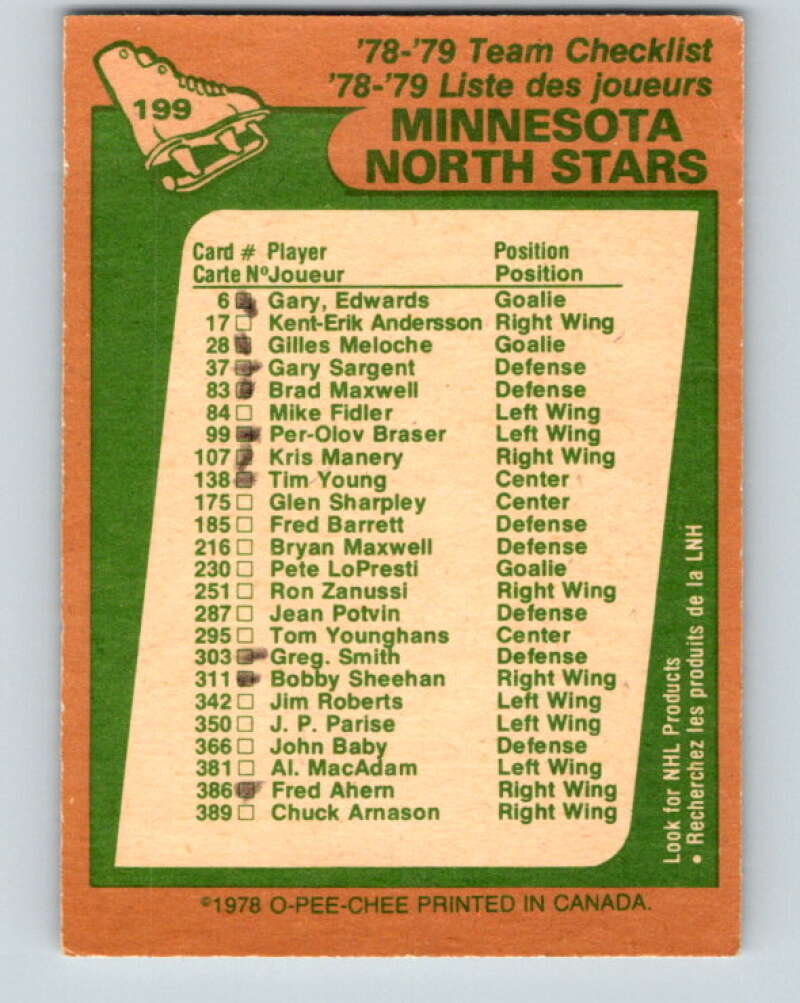 199
'78-'79 Team Checklist
'78-'79 Liste des joueurs
MINNESOTA
NORTH STARS
Card # Player Position
Carte Nº Joueur Position
6 Gary, Edwards Goalie
17 □ Kent-Erik Andersson Right Wing
28 Gilles Meloche Goalie
37 Gary Sargent Defense
83 Brad Maxwell Defense
84 □ Mike Fidler Left Wing
99 Per-Olov Braser Left Wing
107 Kris Manery Right Wing
138 Tim Young Center
175 □ Glen Sharpley Center
185 □ Fred Barrett Defense
216 □ Bryan Maxwell Defense
230 □ Pete LoPresti Goalie
251 □ Ron Zanussi Right Wing
287 □ Jean Potvin Defense
295 □ Tom Younghans Center
303 Greg. Smith Defense
311 Bobby Sheehan Right Wing
342 □ Jim Roberts Left Wing
350 □ J. P. Parise Left Wing
366 □ John Baby Defense
381 □ Al. MacAdam Left Wing
386 Fred Ahern Right Wing
389 □ Chuck Arnason Right Wing
Look for NHL Products
• Recherchez les produits de la LNH
©1978 O-PEE-CHEE PRINTED IN CANADA.